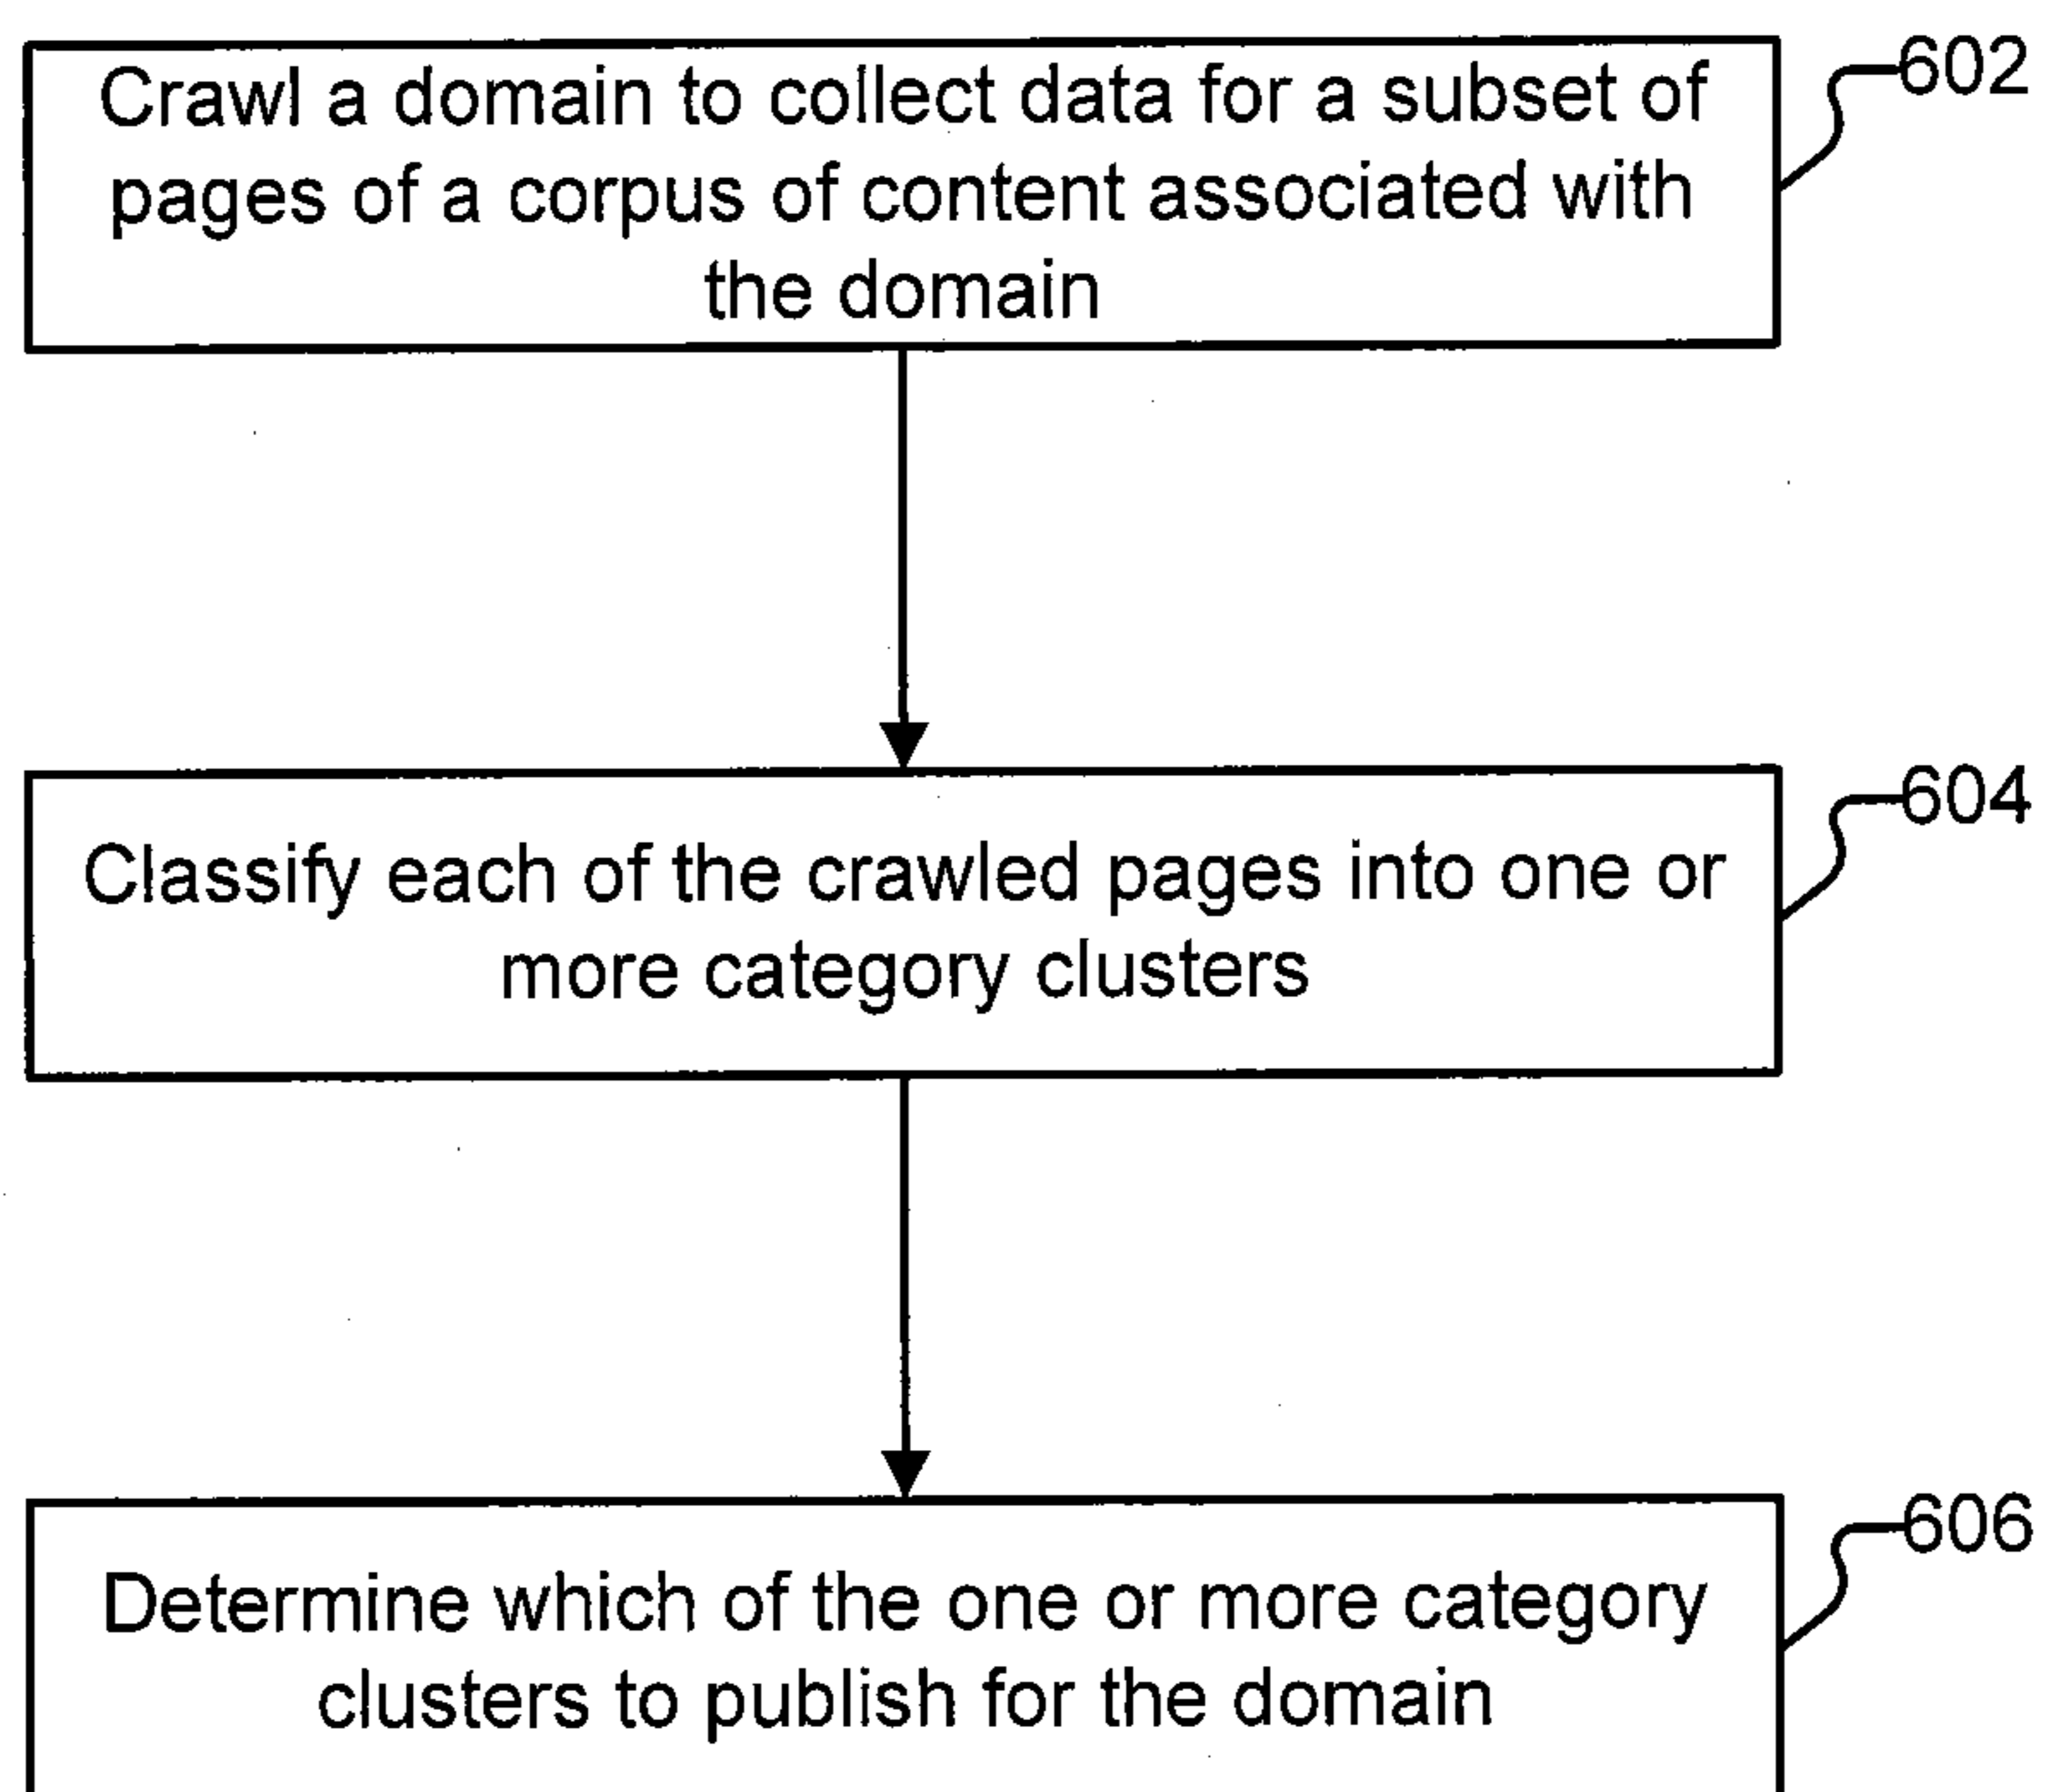 Crawl a domain to collect data for a subset of
pages of a corpus of content associated with
the domain
602
Classify each of the crawled pages into one or
more category clusters
604
Determine which of the one or more category
clusters to publish for the domain
606